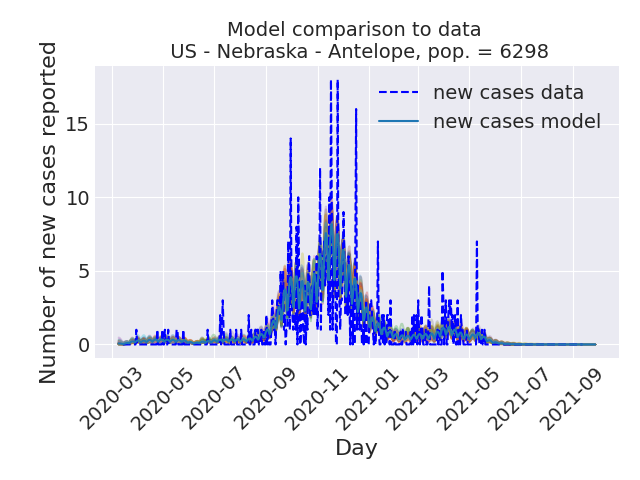 Model comparison to data
US - Nebraska - Antelope, pop. = 6298
Number of new cases reported
15
10
5
0
new cases data
new cases model
2020-03
2020-05
2020-07
2020-09
2020-11
2021-01
2021-03
2021-05
2021-07
2021-09
Day